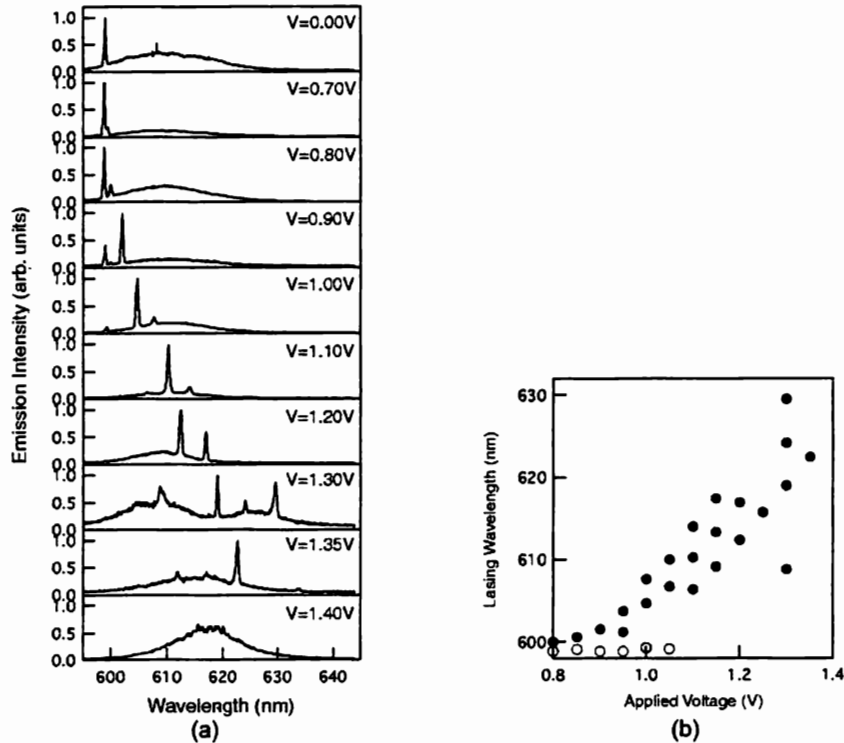 1.0
0.5
0.0
V=0.00V
1.0
0.5
0.0
V=0.70V
1.0
0.5
0.0
V=0.80V
1.0
0.5
0.0
V=0.90V
1.0
0.5
0.0
V=1.00V
1.0
0.5
0.0
V=1.10V
1.0
0.5
0.0
V=1.20V
1.0
0.5
0.0
V=1.30V
1.0
0.5
0.0
V=1.35V
1.0
0.5
0.0
V=1.40V
Emission Intensity (arb. units)
600 610 620 630 640
Wavelength (nm)
(a)
Lasing Wavelength (nm)
630
620
610
600
0.8 1.0 1.2 1.4
Applied Voltage (V)
(b)